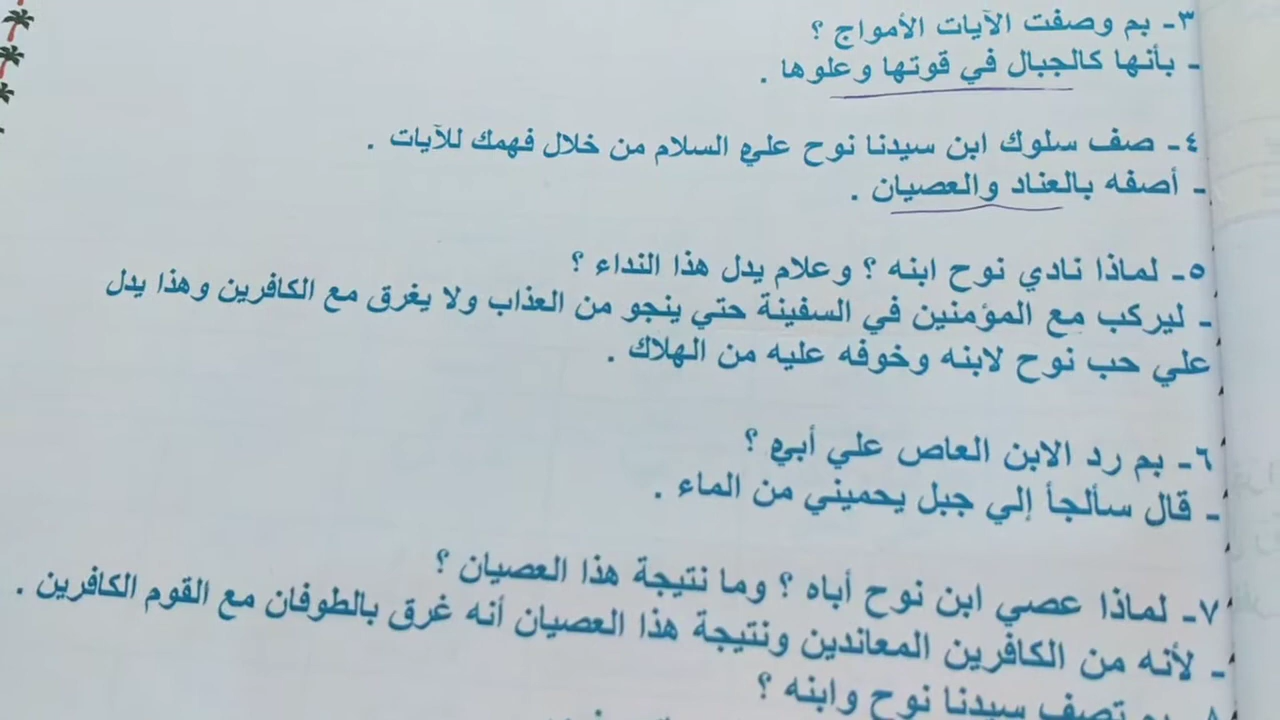 ٣- بم وصفت الآيات الأمواج ؟
- بأنها كالجبال في قوتها وعلوها .
٤- صف سلوك ابن سيدنا نوح علي السلام من خلال فهمك للآيات .
- أصفه بالعناد والعصيان .
٥- لماذا نادي نوح ابنه ؟ وعلام يدل هذا النداء ؟
- ليركب مع المؤمنين في السفينة حتي ينجو من العذاب ولا يغرق مع الكافرين وهذا يدل
علي حب نوح لابنه وخوفه عليه من الهلاك .
٦- بم رد الابن العاص علي أبي ؟
- قال سألجأ إلي جبل يحميني من الماء .
٧- لماذا عصي ابن نوح أباه ؟ وما نتيجة هذا العصيان ؟
- لأنه من الكافرين المعاندين ونتيجة هذا العصيان أنه غرق بالطوفان مع القوم الكافرين .
٨- بم تصف سيدنا نوح وابنه ؟